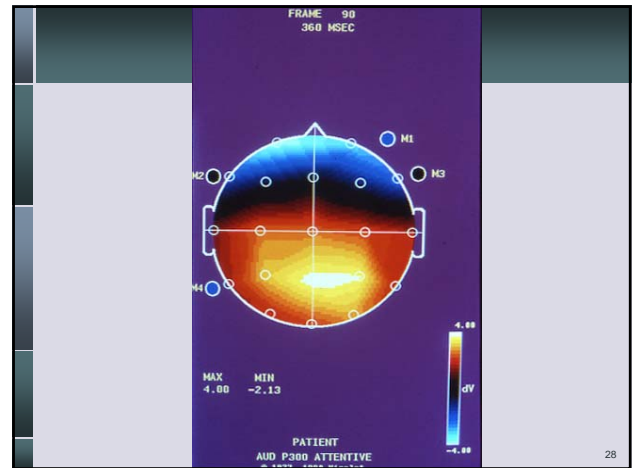 FRAME 90
360 MSEC
M1
M2
M3
M4
4.00
dV
-4.00
MAX MIN
4.00 -2.13
PATIENT
AUD P300 ATTENTIVE
28